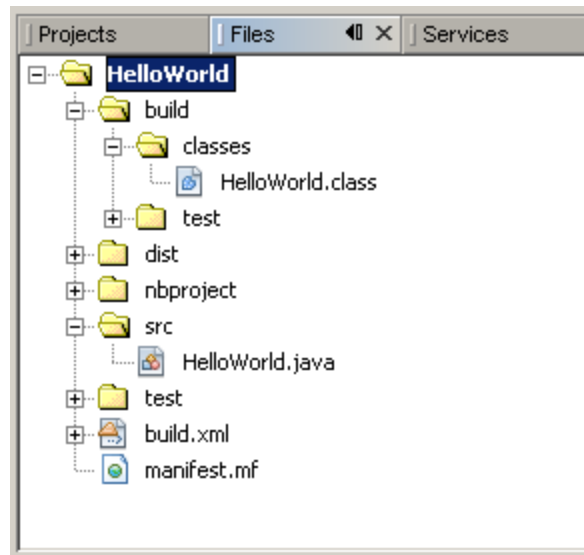 Projects Files Services
HelloWorld
build
classes
HelloWorld.class
test
dist
nbproject
src
HelloWorld.java
test
build.xml
manifest.mf